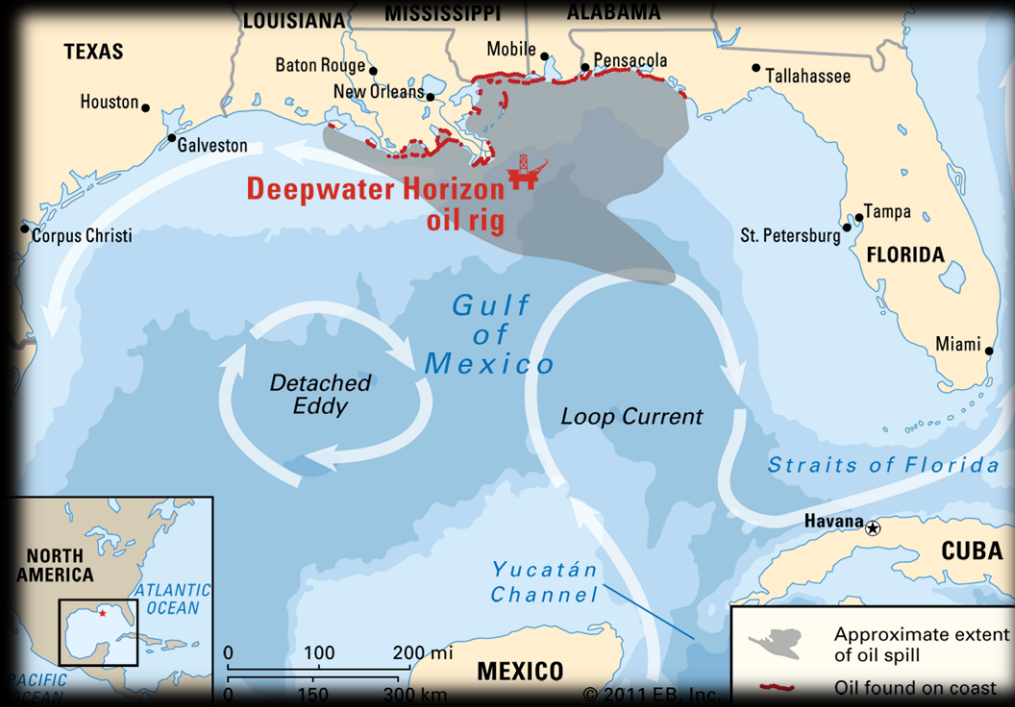 LOUISIANA
MISSISSIPPI
ALABAMA
TEXAS
Mobile
Pensacola
Baton Rouge
Tallahassee
New Orleans
Houston
Galveston
Deepwater Horizon
oil rig
Corpus Christi
Tampa
St. Petersburg
FLORIDA
Gulf
of
Mexico
Miami
Detached
Eddy
Loop Current
Straits of Florida
Havana
CUBA
NORTH
AMERICA
ATLANTIC
OCEAN
PACIFIC
OCEAN
Yucatán
Channel
0 100 200 mi
0 150 300 km
MEXICO
© 2011 EB, Inc.
Approximate extent
of oil spill
Oil found on coast